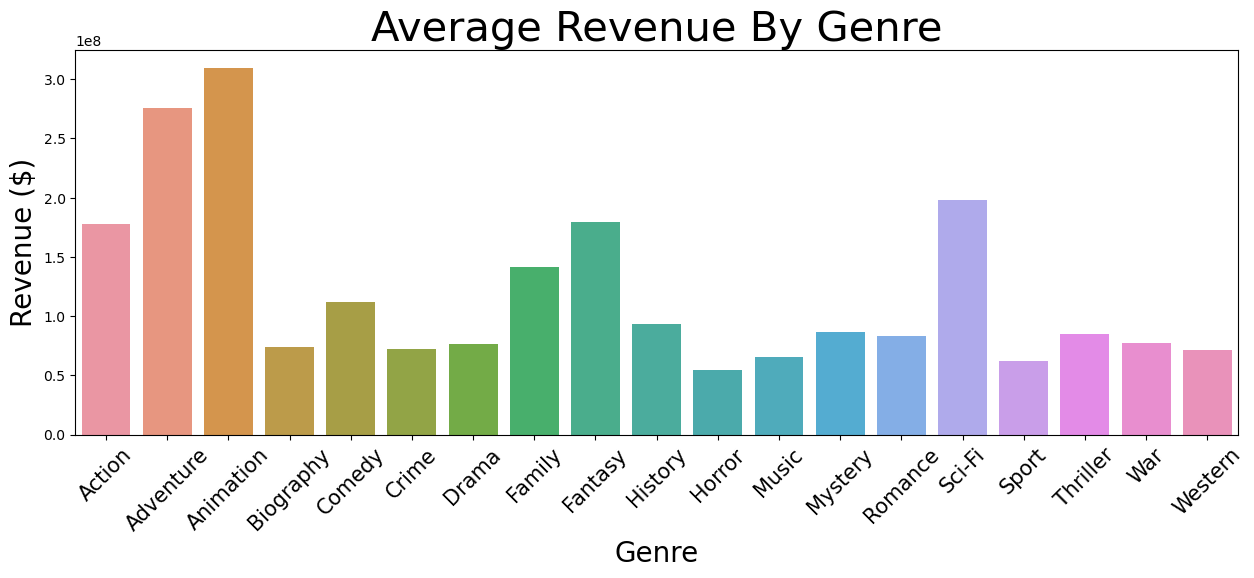 Average Revenue By Genre
1e8
3.0
2.5
2.0
1.5
1.0
0.5
0.0
Revenue ($)
Action
Adventure
Animation
Biography
Comedy
Crime
Drama
Family
Fantasy
History
Horror
Music
Mystery
Romance
Sci-Fi
Sport
Thriller
War
Western
Genre